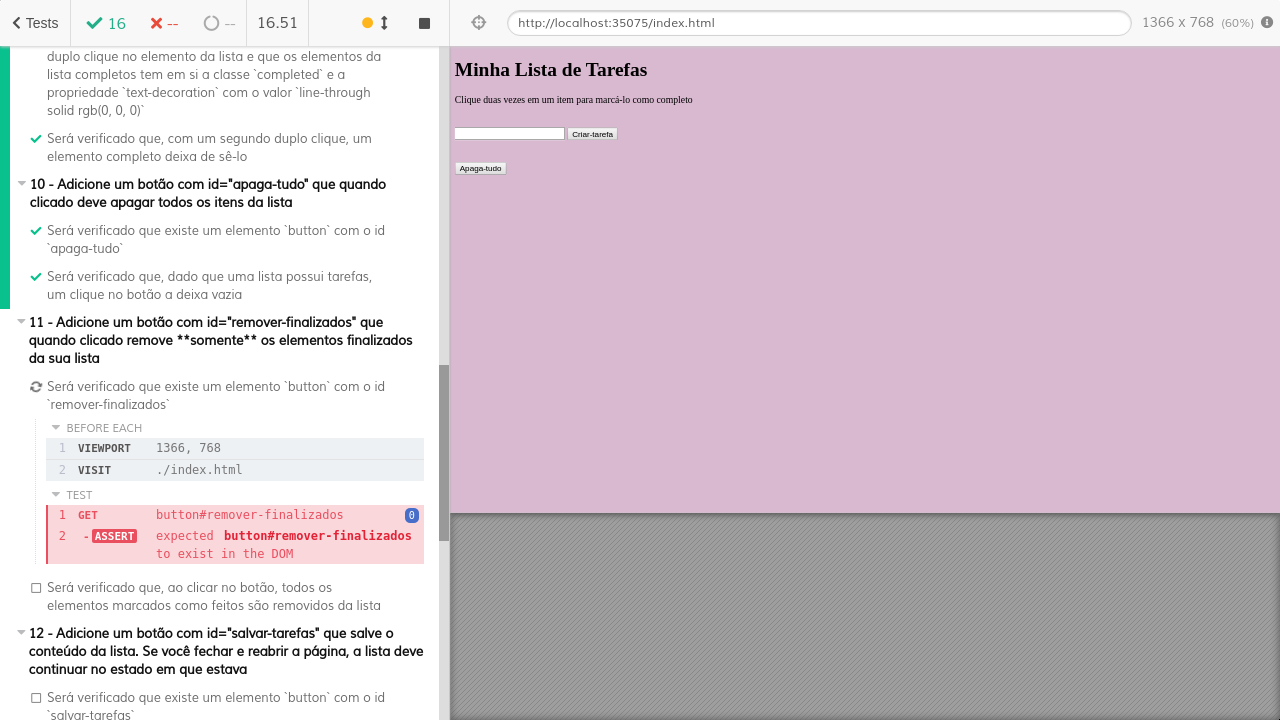 Tests
16
--
--
16.51
http://localhost:35075/index.html
1366 x 768 (60%)
duplo clique no elemento da lista e que os elementos da
lista completos tem em si a classe `completed` e a
propriedade `text-decoration` com o valor `line-through
solid rgb(0, 0, 0)`
Será verificado que, com um segundo duplo clique, um
elemento completo deixa de sê-lo
10 - Adicione um botão com id="apaga-tudo" que quando
clicado deve apagar todos os itens da lista
Será verificado que existe um elemento `button` com o id
`apaga-tudo`
Será verificado que, dado que uma lista possui tarefas,
um clique no botão a deixa vazia
11 - Adicione um botão com id="remover-finalizados" que
quando clicado remove **somente** os elementos finalizados
da sua lista
Será verificado que existe um elemento `button` com o id
`remover-finalizados`
BEFORE EACH
1 VIEWPORT 1366, 768
2 VISIT ./index.html
TEST
1 GET button#remover-finalizados 0
2 -ASSERT expected button#remover-finalizados
to exist in the DOM
Será verificado que, ao clicar no botão, todos os
elementos marcados como feitos são removidos da lista
12 - Adicione um botão com id="salvar-tarefas" que salve o
conteúdo da lista. Se você fechar e reabrir a página, a lista deve
continuar no estado em que estava
Será verificado que existe um elemento `button` com o id
`salvar-tarefas`
Minha Lista de Tarefas
Clique duas vezes em um item para marcá-lo como completo
Criar-tarefa
Apaga-tudo